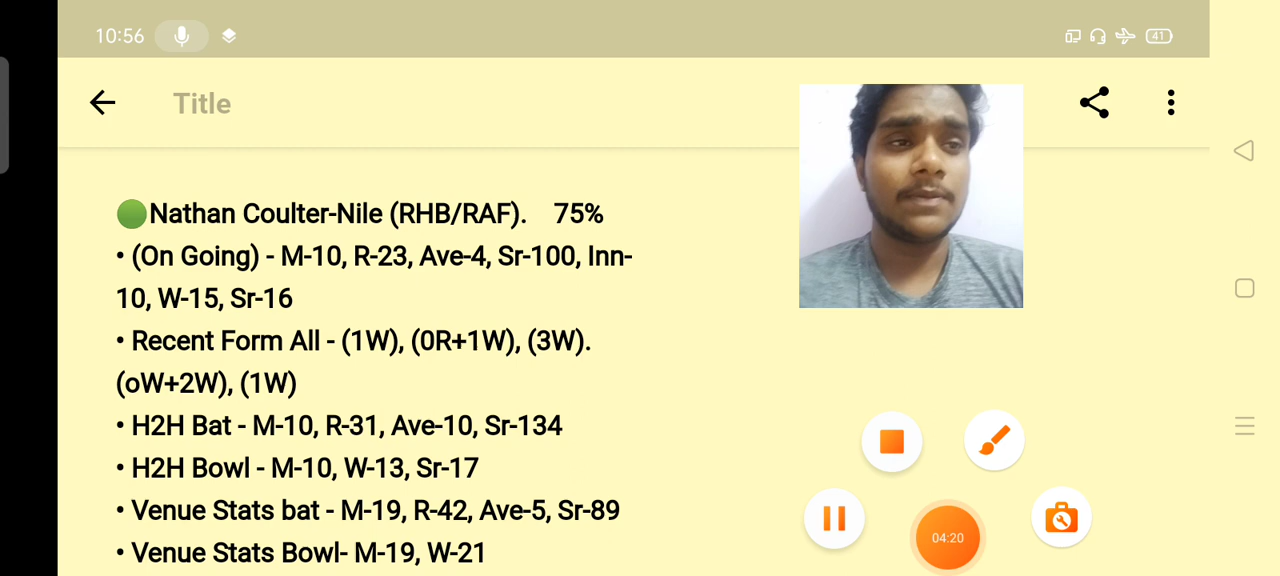 10:56
41
Title
Nathan Coulter-Nile (RHB/RAF). 75%
• (On Going) - M-10, R-23, Ave-4, Sr-100, Inn-
10, W-15, Sr-16
• Recent Form All - (1W), (0R+1W), (3W).
(oW+2W), (1W)
• H2H Bat - M-10, R-31, Ave-10, Sr-134
• H2H Bowl - M-10, W-13, Sr-17
• Venue Stats bat - M-19, R-42, Ave-5, Sr-89
• Venue Stats Bowl- M-19, W-21
04:20